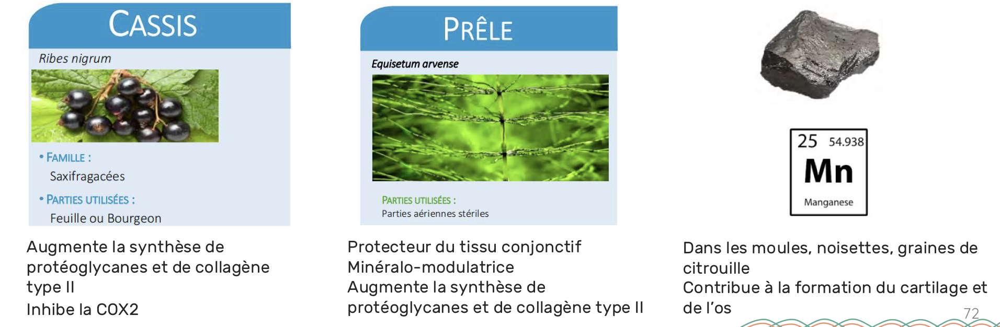 CASSIS
Ribes nigrum
• FAMILLE :
Saxifragacées
• PARTIES UTILISÉES :
Feuille ou Bourgeon
Augmente la synthèse de
protéoglycanes et de collagène
type II
Inhibe la COX2
PRÊLE
Equisetum arvense
PARTIES UTILISÉES :
Parties aériennes stériles
Protecteur du tissu conjonctif
Minéralo-modulatrice
Augmente la synthèse de
protéoglycanes et de collagène type II
25 54.938
Mn
Manganese
Dans les moules, noisettes, graines de
citrouille
Contribue à la formation du cartilage et
de l’os
72